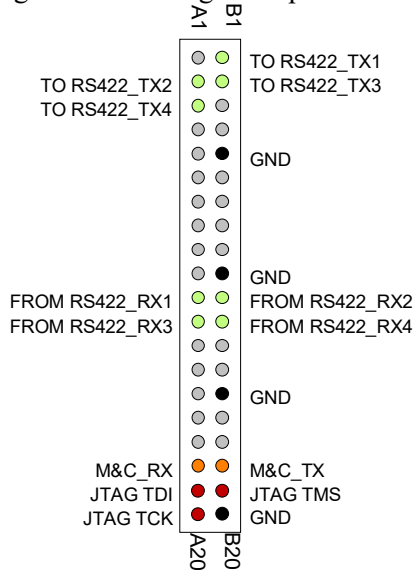 A1 B1
TO RS422_TX1
TO RS422_TX2 TO RS422_TX3
TO RS422_TX4
GND
GND
FROM RS422_RX1 FROM RS422_RX2
FROM RS422_RX3 FROM RS422_RX4
GND
M&C_RX M&C_TX
JTAG TDI JTAG TMS
JTAG TCK GND
A20 B20